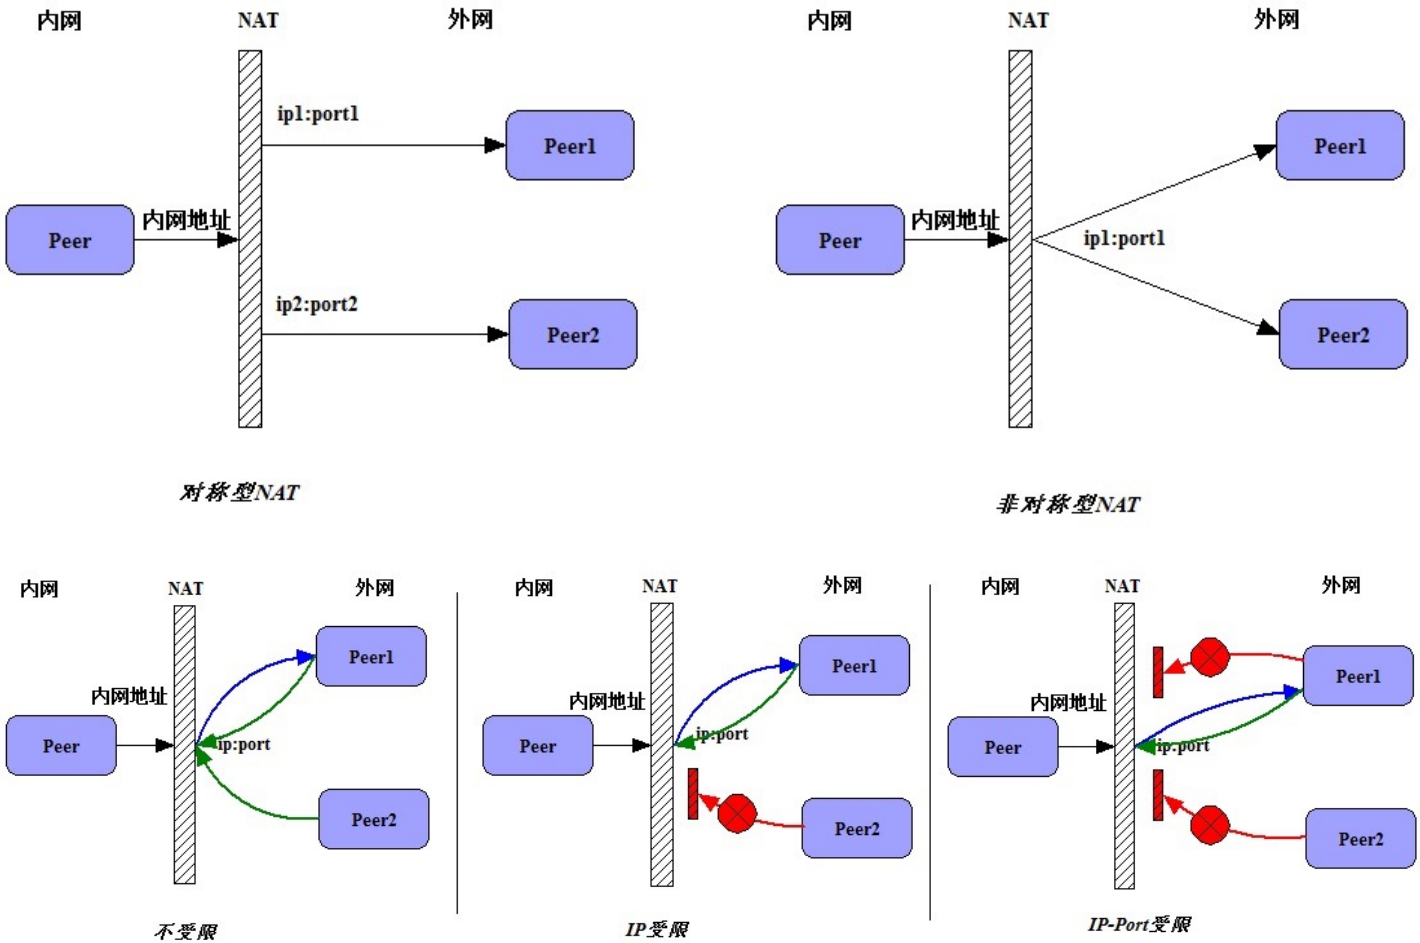 内网
NAT
外网
ip1:port1
Peer1
Peer
内网地址
ip2:port2
Peer2
对称型NAT
内网
NAT
外网
Peer1
Peer
内网地址
ip1:port1
Peer2
非对称型NAT
内网
NAT
外网
Peer1
内网地址
Peer
ip:port
Peer2
不受限
内网
NAT
外网
Peer1
内网地址
Peer
ip:port
Peer2
IP受限
内网
NAT
外网
Peer1
内网地址
Peer
ip:port
Peer2
IP-Port受限